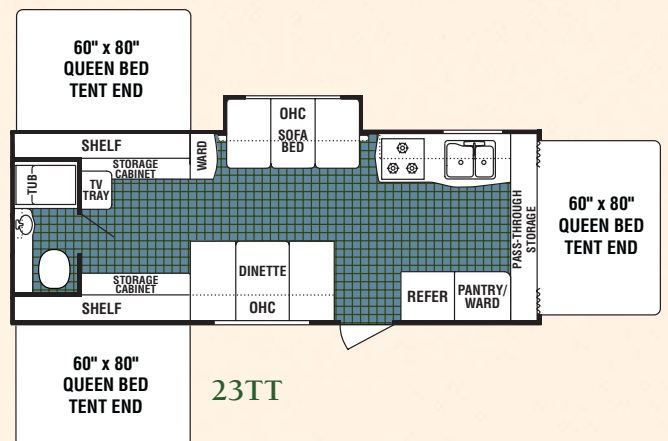 60" x 80"
QUEEN BED
TENT END
SHELF
STORAGE
CABINET
WARD
OHC
SOFA
BED
TUB
TV
TRAY
PASS-THROUGH
STORAGE
60" x 80"
QUEEN BED
TENT END
DINETTE
OHC
STORAGE
CABINET
SHELF
REFER
PANTRY/
WARD
60" x 80"
QUEEN BED
TENT END
23TT